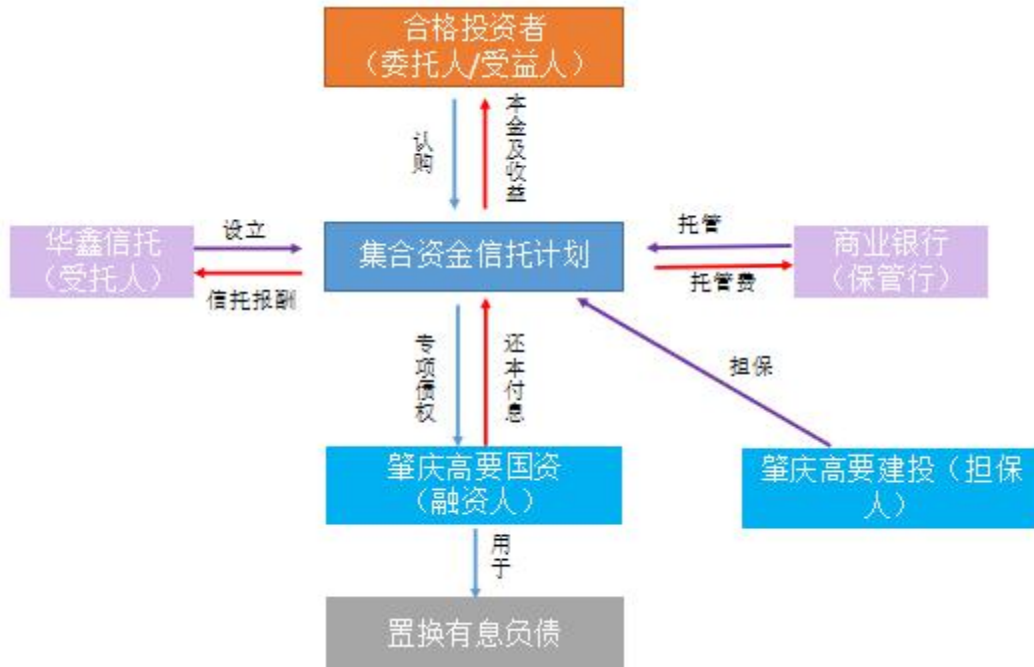 合格投资者
（委托人/受益人）
认购
本金及收益
华鑫信托
（受托人）
设立
信托报酬
集合资金信托计划
托管
托管费
商业银行
（保管行）
专项债权
还本付息
担保
肇庆高要国资
（融资人）
肇庆高要建投（担保
人）
用于
置换有息负债